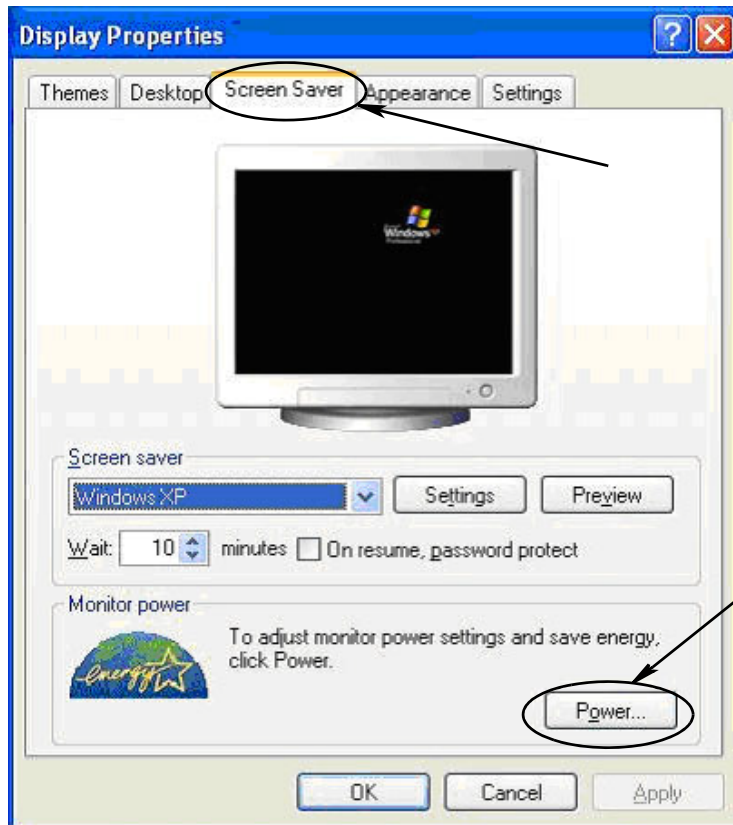 Display Properties
Themes Desktop Screen Saver Appearance Settings
Windows
Screen saver
Windows XP Settings Preview
Wait: 10 minutes On resume, password protect
Monitor power
To adjust monitor power settings and save energy,
click Power.
energy
Power...
OK Cancel Apply